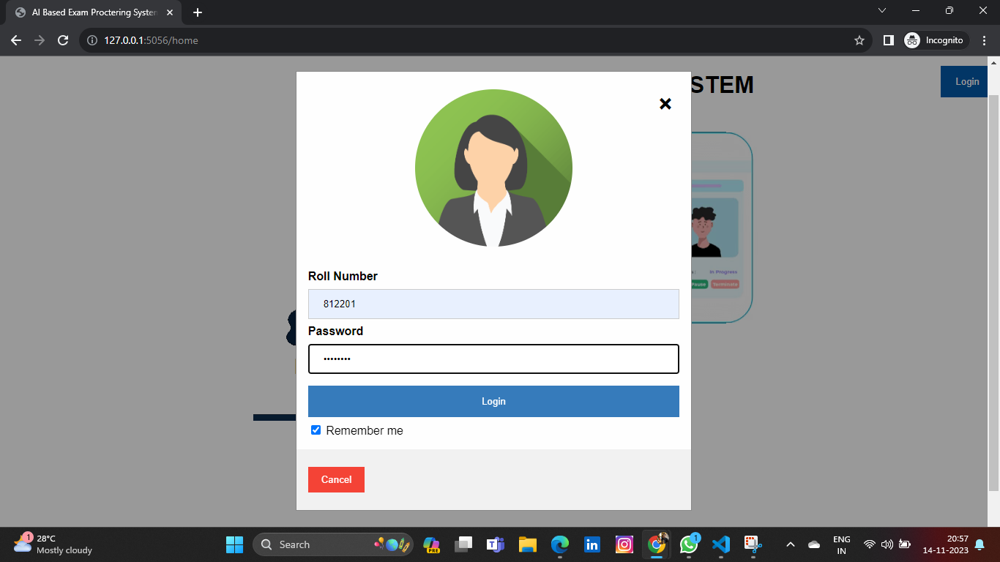 AI Based Exam Proctering System
127.0.0.1:5056/home
Incognito
STEM
Login
In Progress
Pause
Terminate
Roll Number
812201
Password
••••••••
Login
Remember me
Cancel
1
28°C
Mostly cloudy
Search
PRE
1
ENG
IN
20:57
14-11-2023